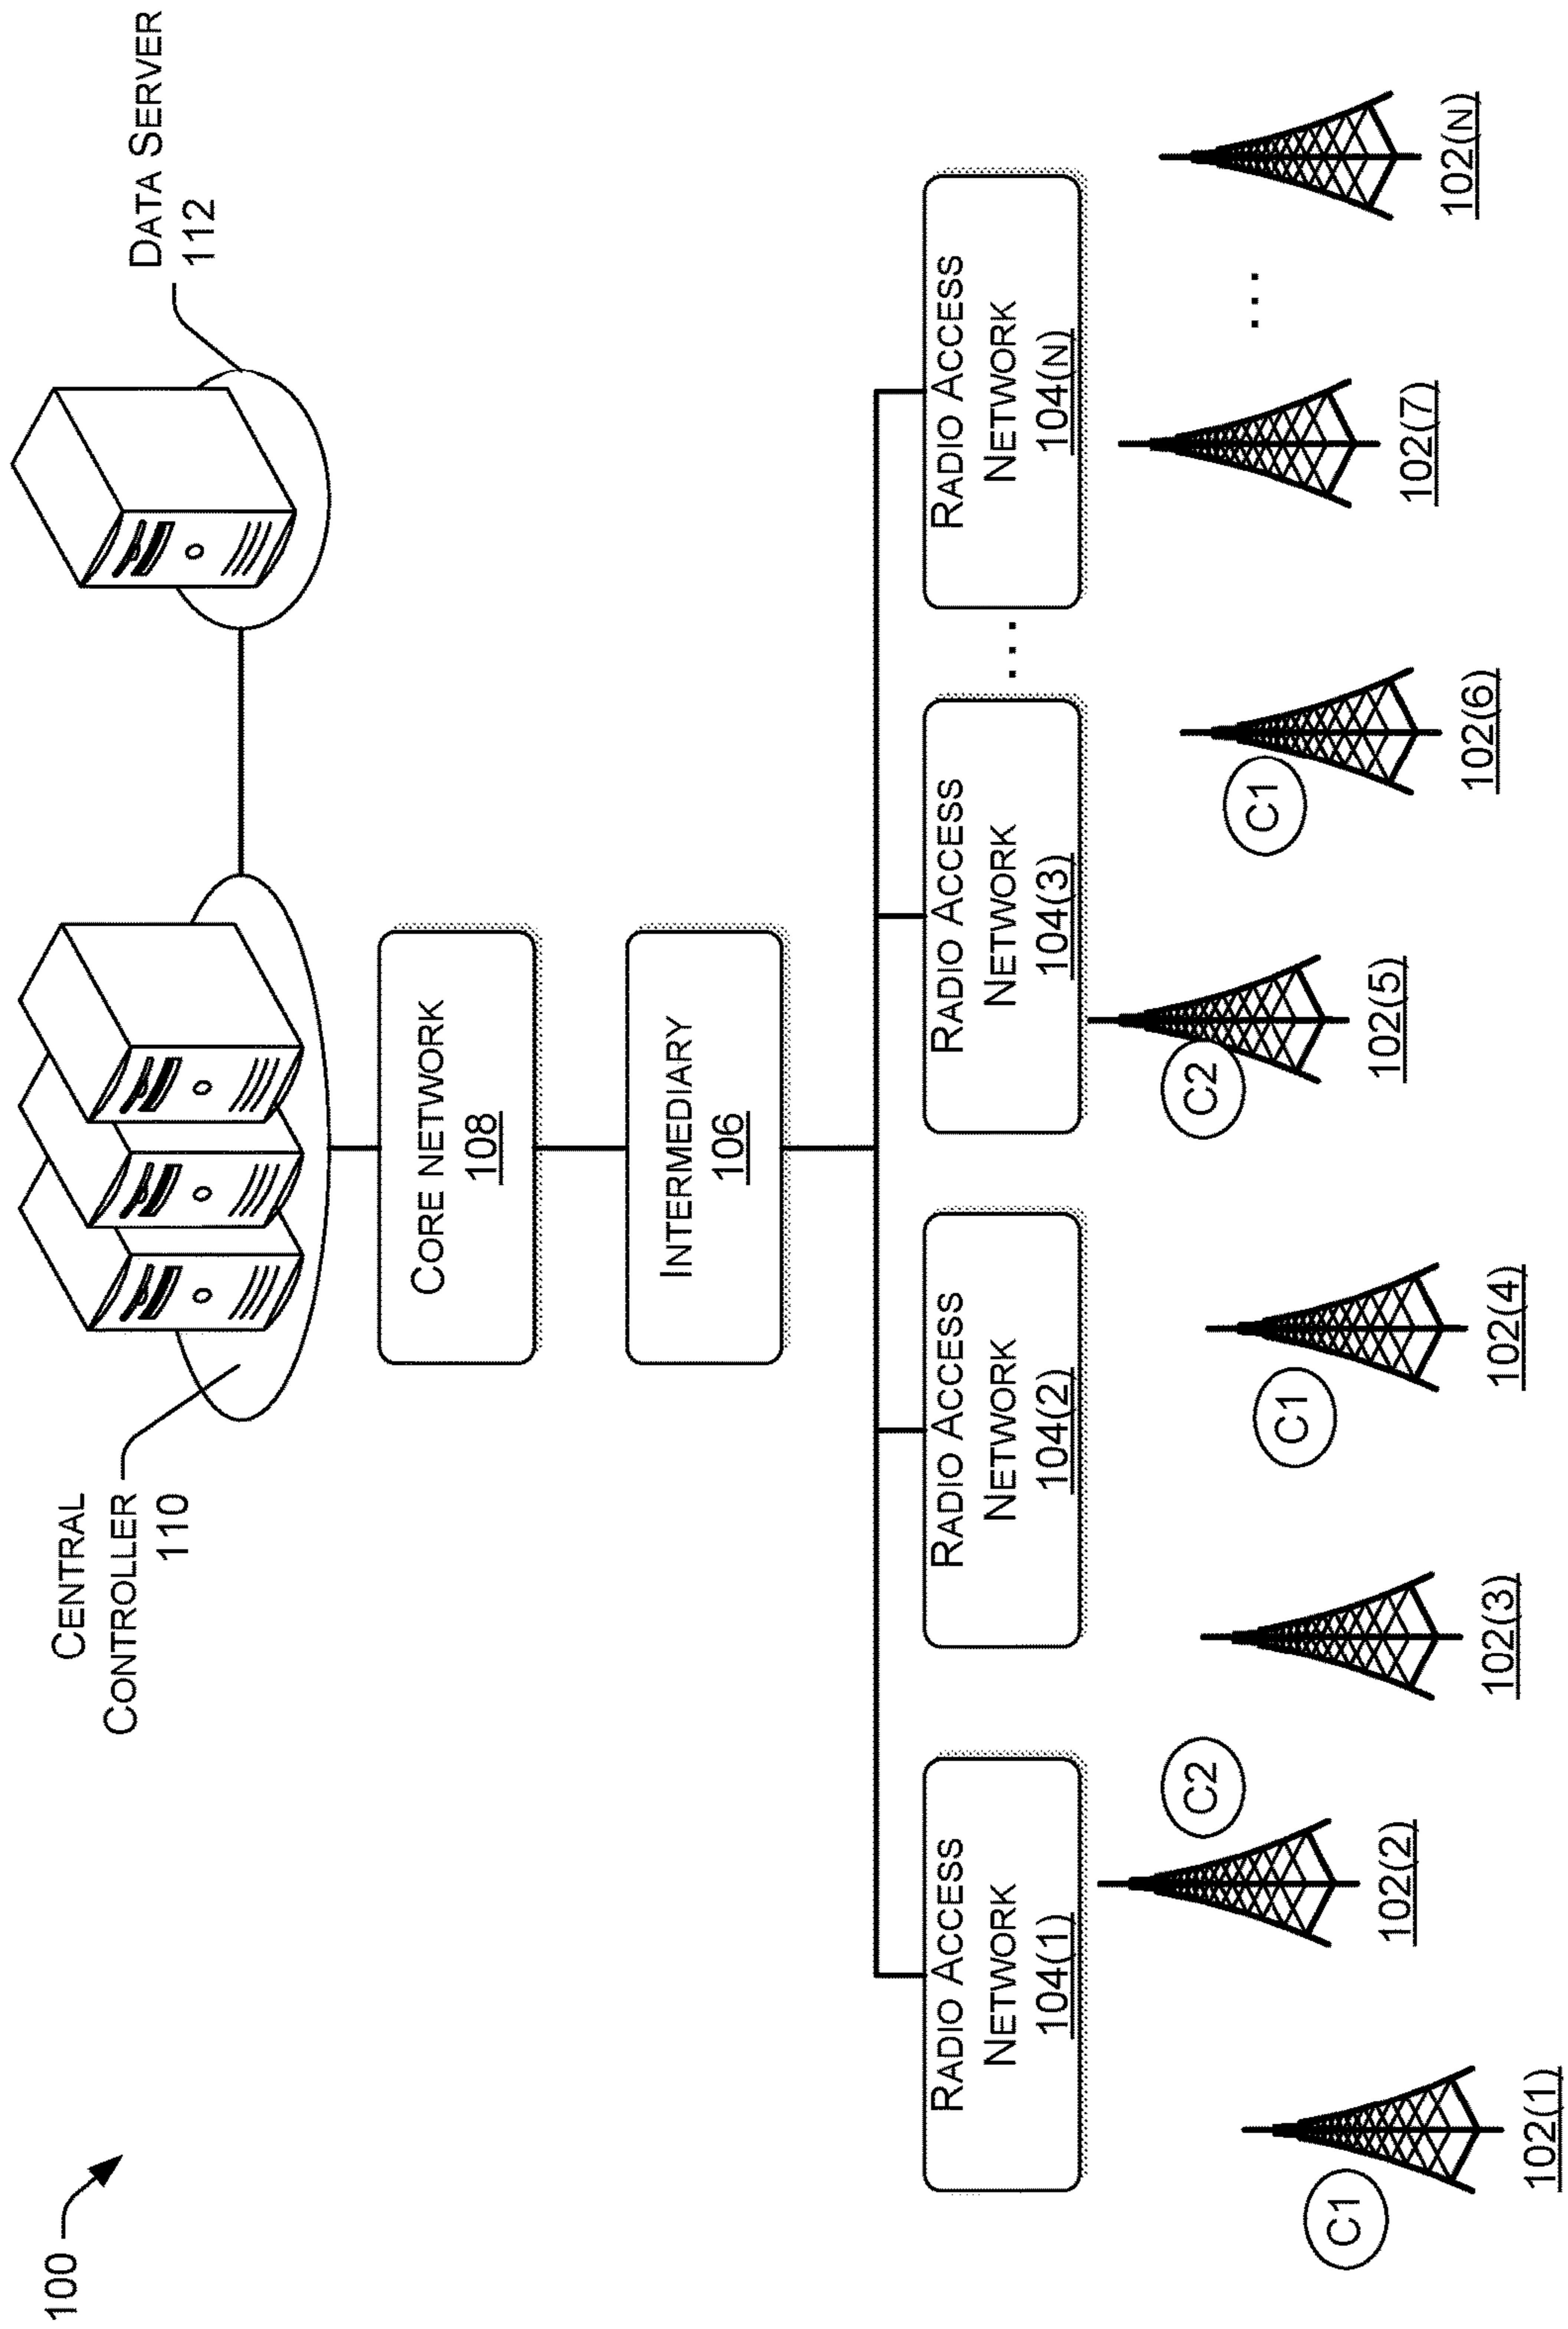 100
CENTRAL
CONTROLLER
110
DATA SERVER
112
CORE NETWORK
108
INTERMEDIARY
106
RADIO ACCESS
NETWORK
104(1)
RADIO ACCESS
NETWORK
104(2)
RADIO ACCESS
NETWORK
104(3)
...
RADIO ACCESS
NETWORK
104(N)
C1
102(1)
C2
102(2)
102(3)
C1
102(4)
C2
102(5)
C1
102(6)
102(7)
...
102(N)